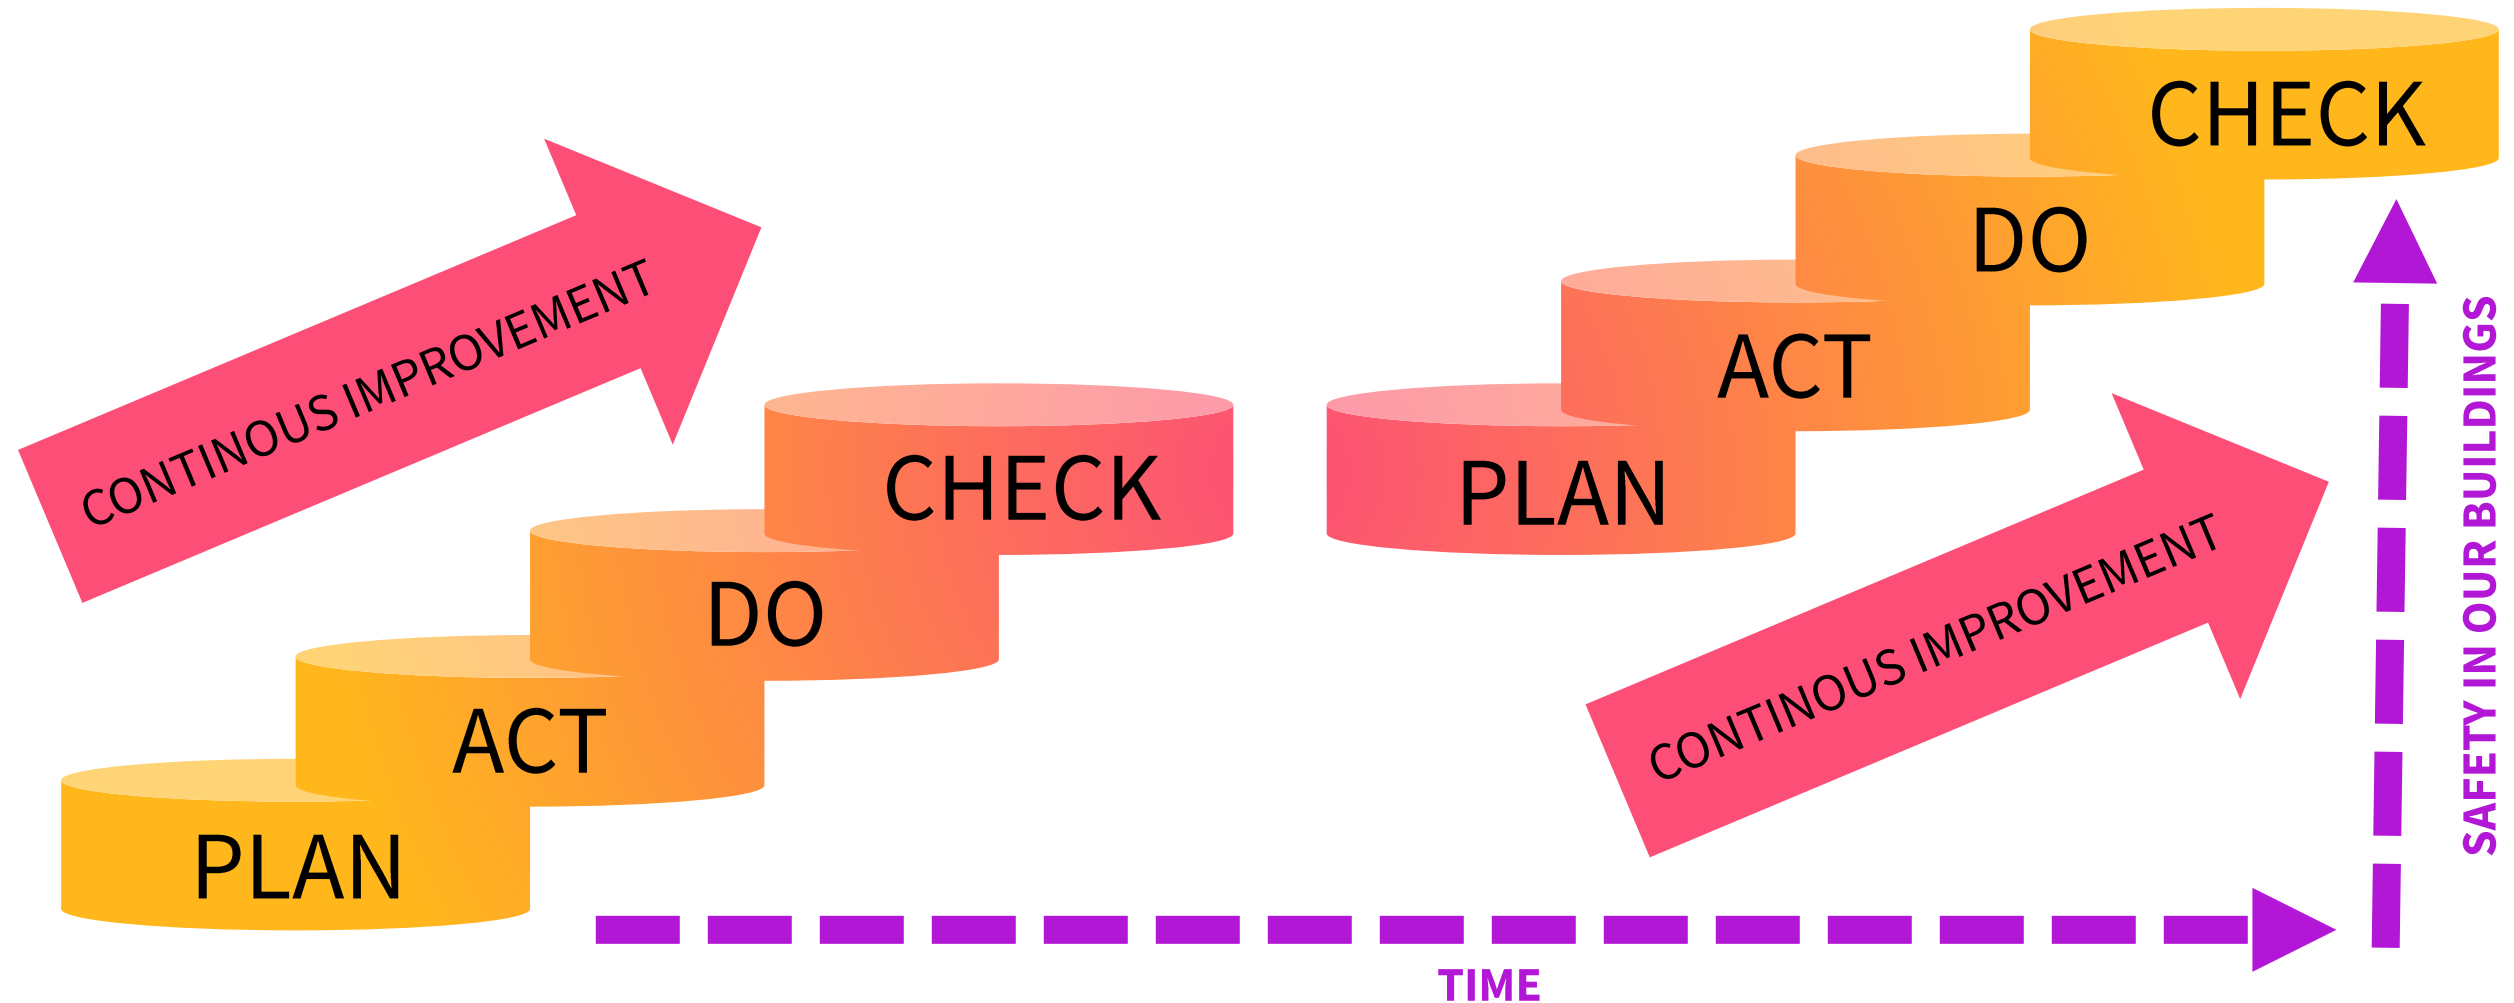 CONTINOUS IMPROVEMENT
PLAN
ACT
DO
CHECK
PLAN
ACT
DO
CHECK
CONTINOUS IMPROVEMENT
TIME
SAFETY IN OUR BUILDINGS